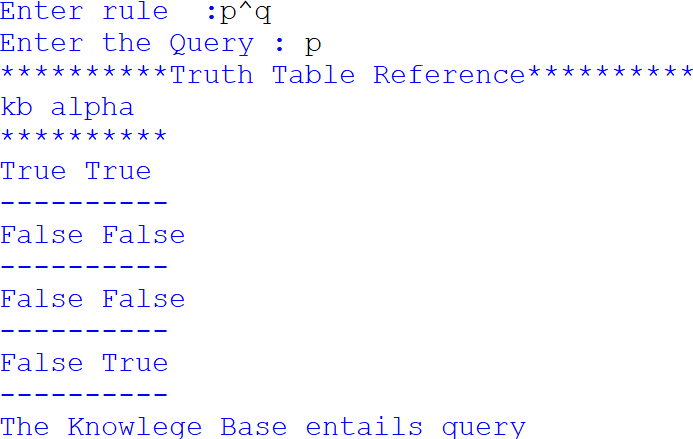 Enter rule  :p^q
Enter the Query : p
**********Truth Table Reference**********
kb alpha
**********
True True
----------
False False
----------
False False
----------
False True
----------
The Knowlege Base entails query